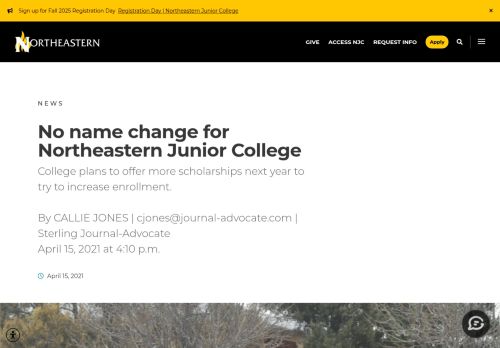 Sign up for Fall 2025 Registration Day Registration Day | Northeastern Junior College ×
NORTHEASTERN GIVE ACCESS NJC REQUEST INFO Apply
NEWS
No name change for
Northeastern Junior College
College plans to offer more scholarships next year to
try to increase enrollment.
By CALLIE JONES | cjones@journal-advocate.com |
Sterling Journal-Advocate
April 15, 2021 at 4:10 p.m.
April 15, 2021